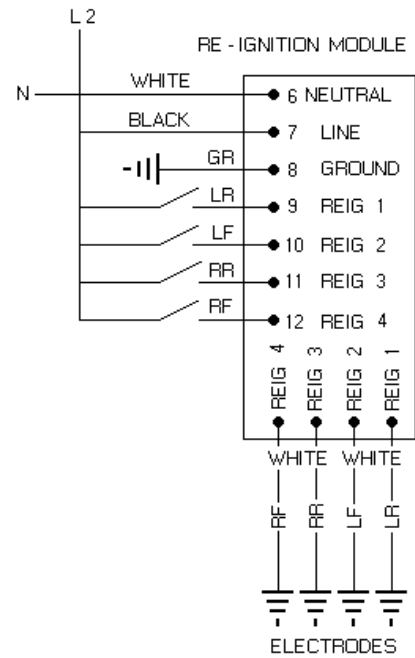 L 2
RE - IGNITION MODULE
N
WHITE
6 NEUTRAL
BLACK
7 LINE
GR
8 GROUND
LR
9 REIG 1
LF
10 REIG 2
RR
11 REIG 3
RF
12 REIG 4
REIG 4
REIG 3
REIG 2
REIG 1
WHITE WHITE
RF
RR
LF
LR
ELECTRODES